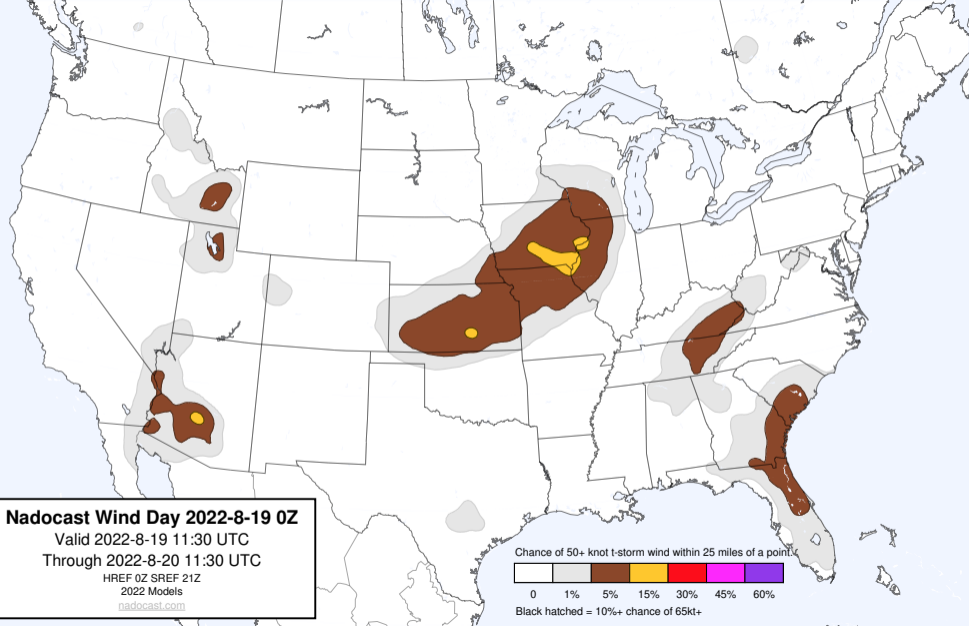 Nadocast Wind Day 2022-8-19 0Z
Valid 2022-8-19 11:30 UTC
Through 2022-8-20 11:30 UTC
HREF 0Z SREF 21Z
2022 Models
nadocast.com
Chance of 50+ knot t-storm wind within 25 miles of a point.
0 1% 5% 15% 30% 45% 60%
Black hatched = 10%+ chance of 65kt+